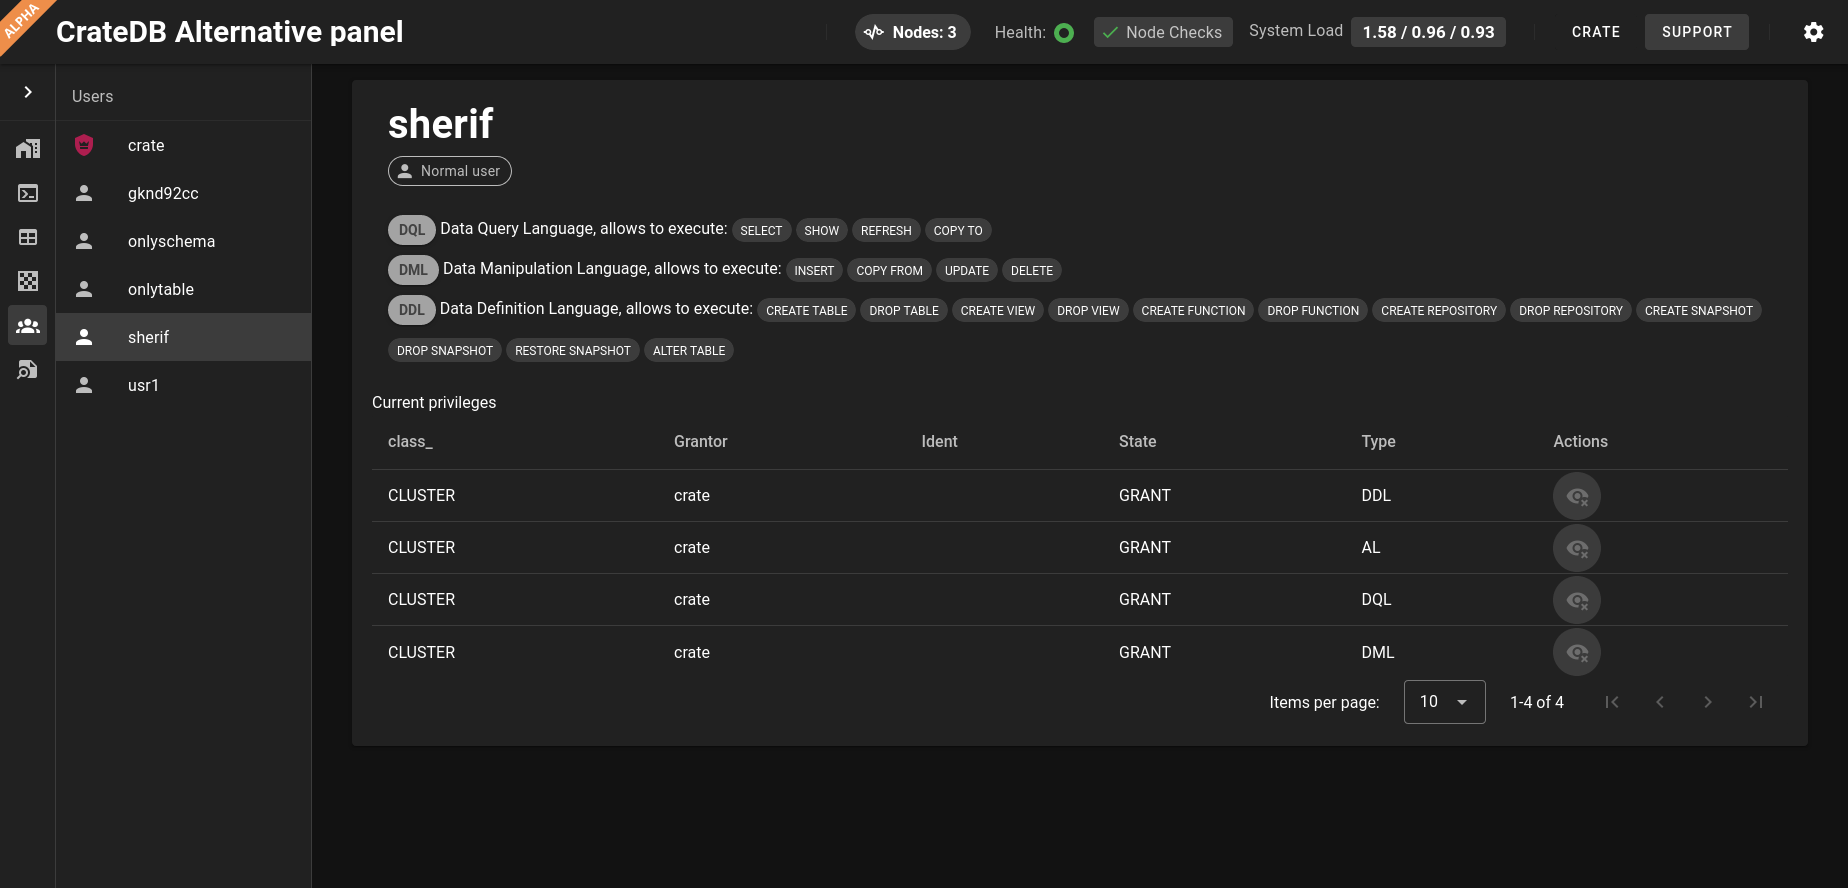 ALPHA
CrateDB Alternative panel
Nodes: 3
Health:
Node Checks
System Load
1.58 / 0.96 / 0.93
CRATE
SUPPORT
Users
crate
gknd92cc
onlyschema
onlytable
sherif
usr1
sherif
Normal user
DQL Data Query Language, allows to execute: SELECT SHOW REFRESH COPY TO
DML Data Manipulation Language, allows to execute: INSERT COPY FROM UPDATE DELETE
DDL Data Definition Language, allows to execute: CREATE TABLE DROP TABLE CREATE VIEW DROP VIEW CREATE FUNCTION DROP FUNCTION CREATE REPOSITORY DROP REPOSITORY CREATE SNAPSHOT
DROP SNAPSHOT RESTORE SNAPSHOT ALTER TABLE
Current privileges
class_ Grantor Ident State Type Actions
CLUSTER crate GRANT DDL
CLUSTER crate GRANT AL
CLUSTER crate GRANT DQL
CLUSTER crate GRANT DML
Items per page: 10 1-4 of 4